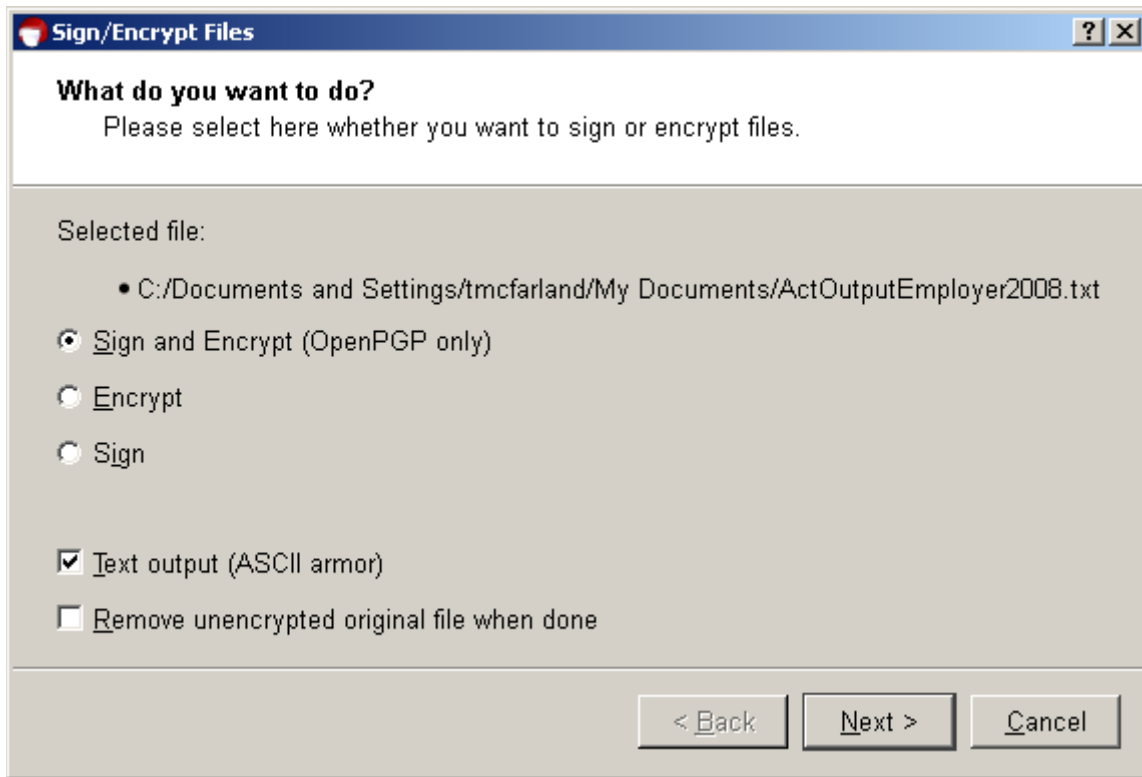 Sign/Encrypt Files
What do you want to do?
Please select here whether you want to sign or encrypt files.
Selected file:
• C:/Documents and Settings/tmcfarland/My Documents/ActOutputEmployer2008.txt
Sign and Encrypt (OpenPGP only)
Encrypt
Sign
Text output (ASCII armor)
Remove unencrypted original file when done
< Back Next > Cancel